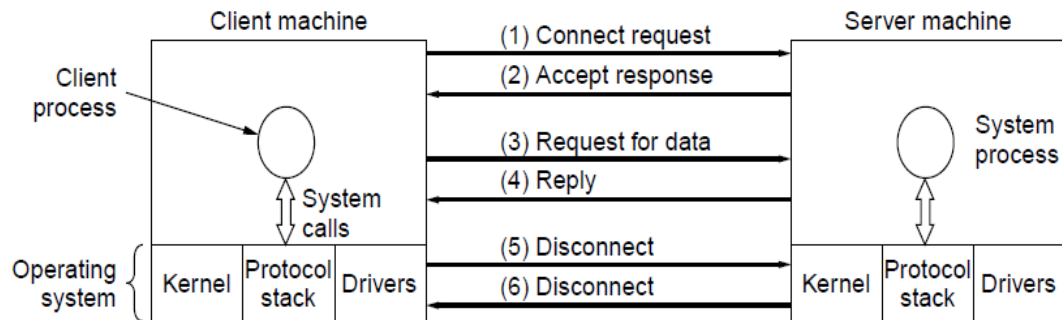 Client machine
Server machine
(1) Connect request
(2) Accept response
Client
process
(3) Request for data
System
process
(4) Reply
System
calls
Operating
system
Kernel
Protocol
stack
Drivers
(5) Disconnect
(6) Disconnect
Kernel
Protocol
stack
Drivers